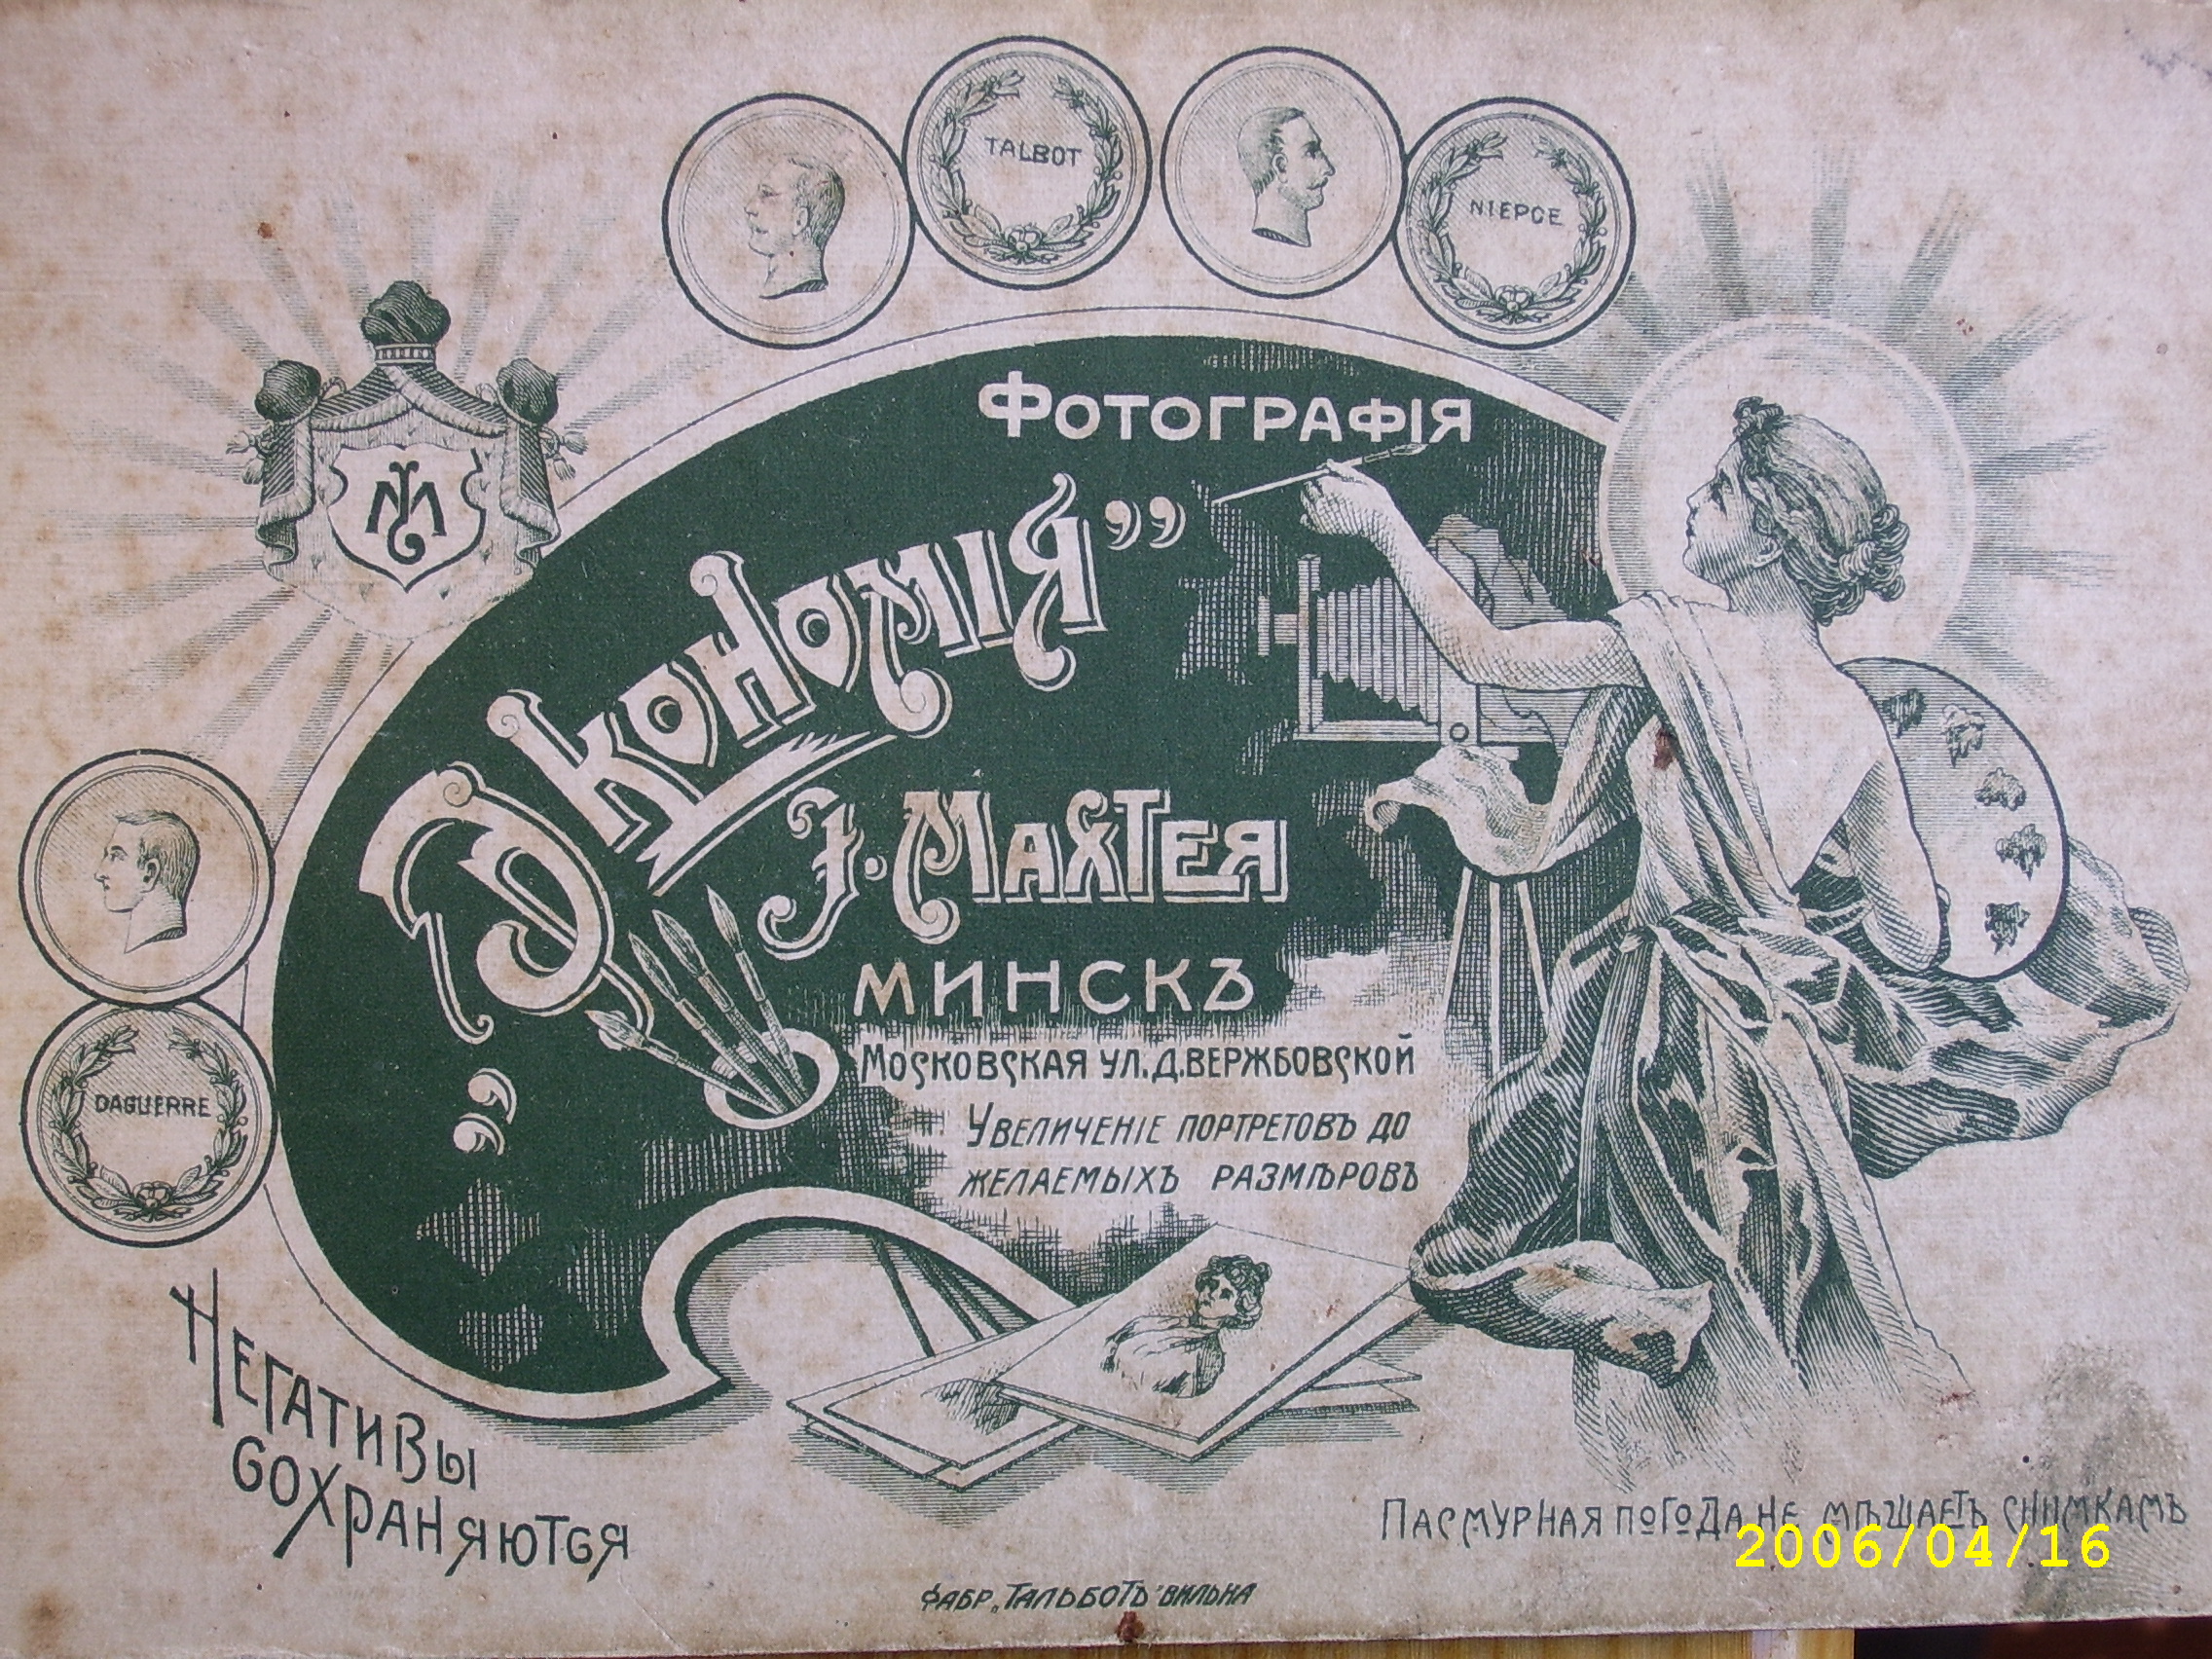 TALBOT
NIEPCE
ФОТОГРАФІЯ
„ЭКОНОМІЯ”
І. МАХТЕЯ
МИНСКЪ
МОСКОВСКАЯ УЛ. Д. ВЕРЖБОВСКОЙ
УВЕЛИЧЕНІЕ ПОРТРЕТОВЪ ДО
ЖЕЛАЕМЫХЪ РАЗМѢРОВЪ
DAGUERRE
НЕГАТИВЫ
СОХРАНЯЮТСЯ
ПАСМУРНАЯ ПОГОДА НЕ МѢШАЕТЪ СНИМКАМЪ
2006/04/16
ФАБР. „ТАЛЬБОТЪ” ВИЛЬНА